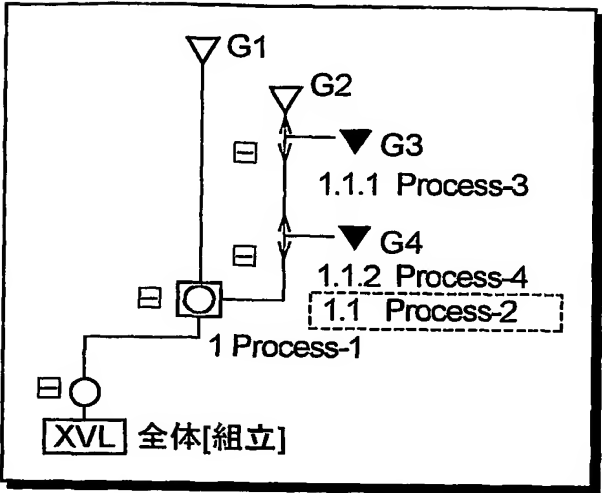 G1
G2
G3
1.1.1 Process-3
G4
1.1.2 Process-4
1.1 Process-2
1 Process-1
XVL 全体[組立]